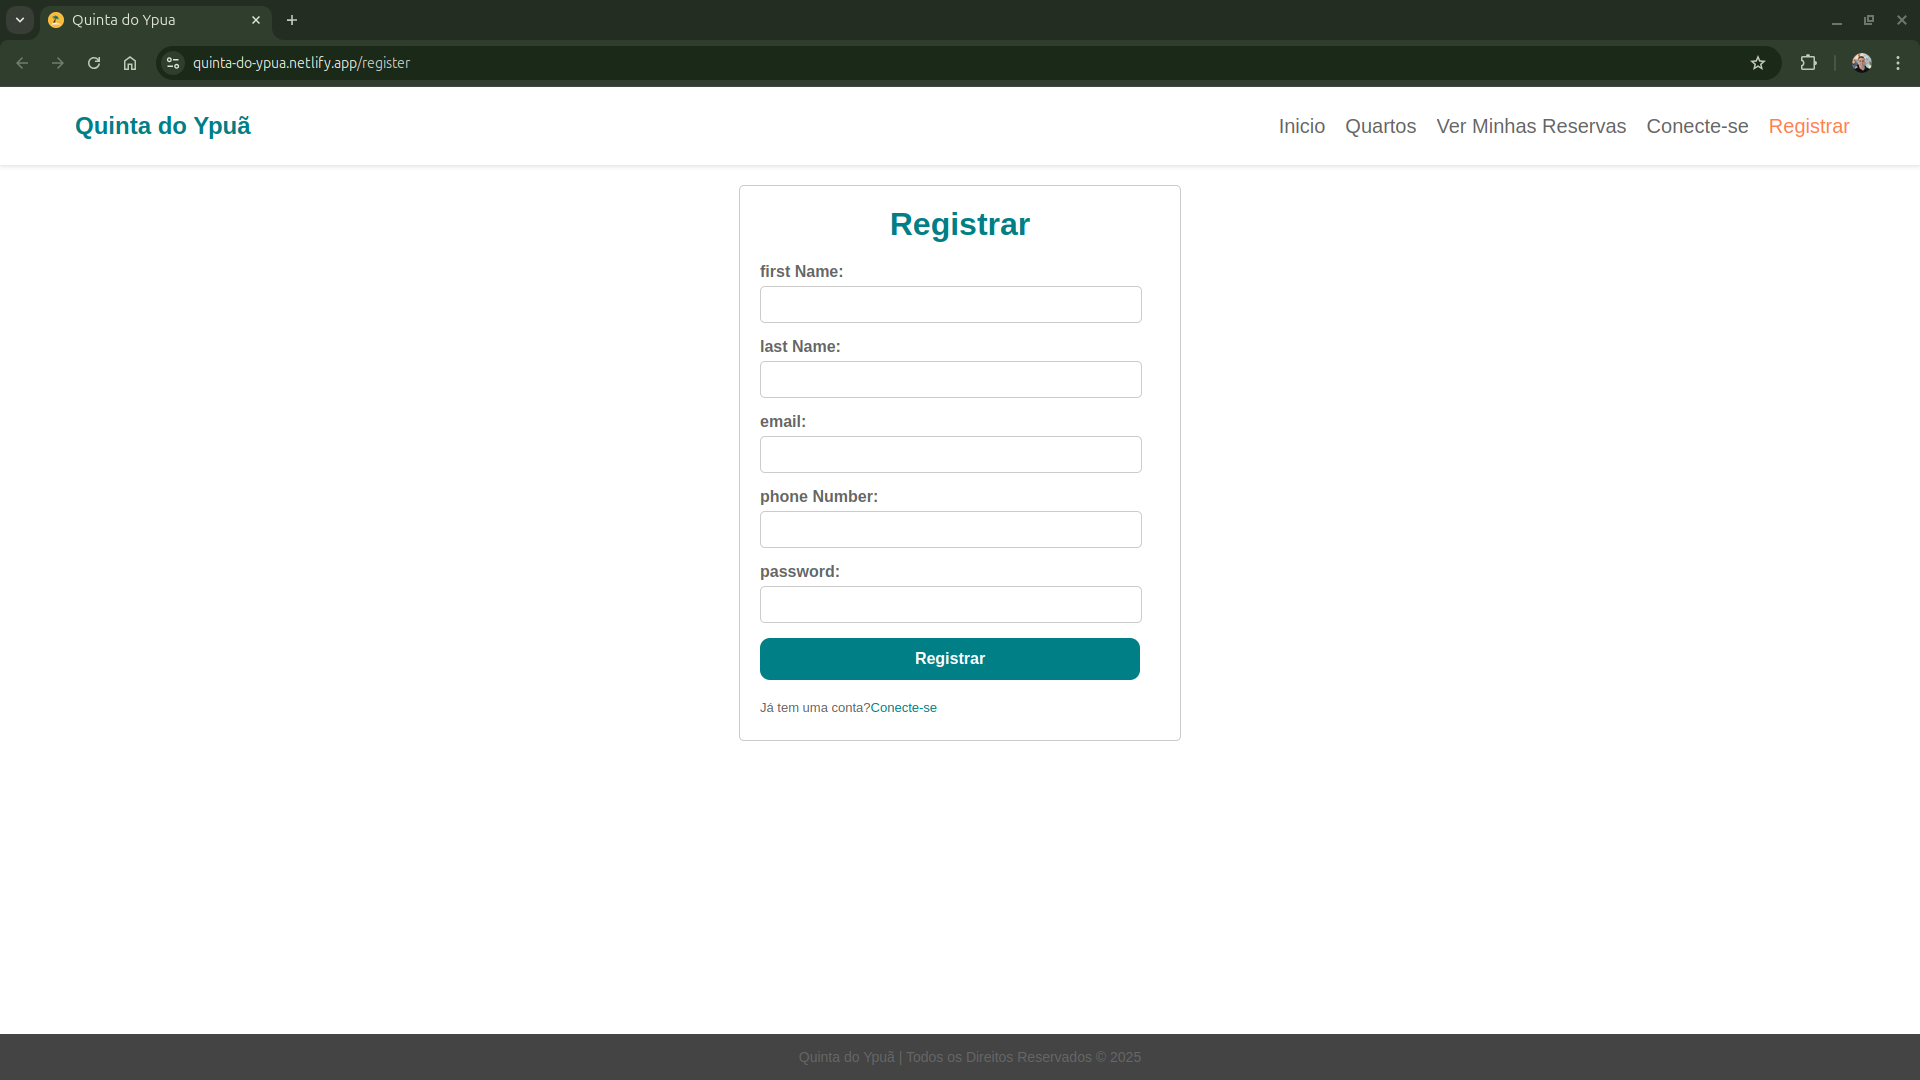 Quinta do Ypua
quinta-do-ypua.netlify.app/register
Quinta do Ypuã
Inicio Quartos Ver Minhas Reservas Conecte-se Registrar
Registrar
first Name:
last Name:
email:
phone Number:
password:
Registrar
Já tem uma conta?Conecte-se
Quinta do Ypuã | Todos os Direitos Reservados © 2025